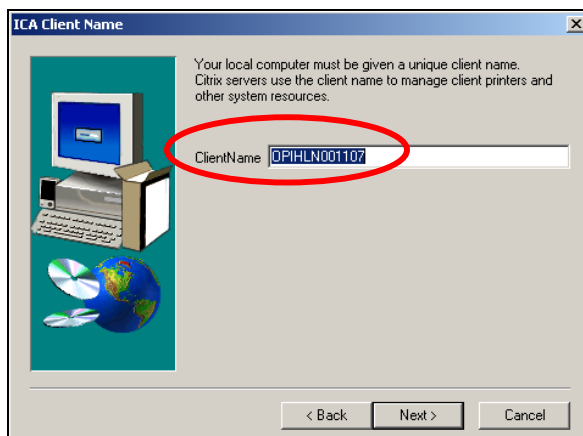 ICA Client Name
Your local computer must be given a unique client name.
Citrix servers use the client name to manage client printers and
other system resources.
ClientName OPIHLN001107
< Back
Next >
Cancel